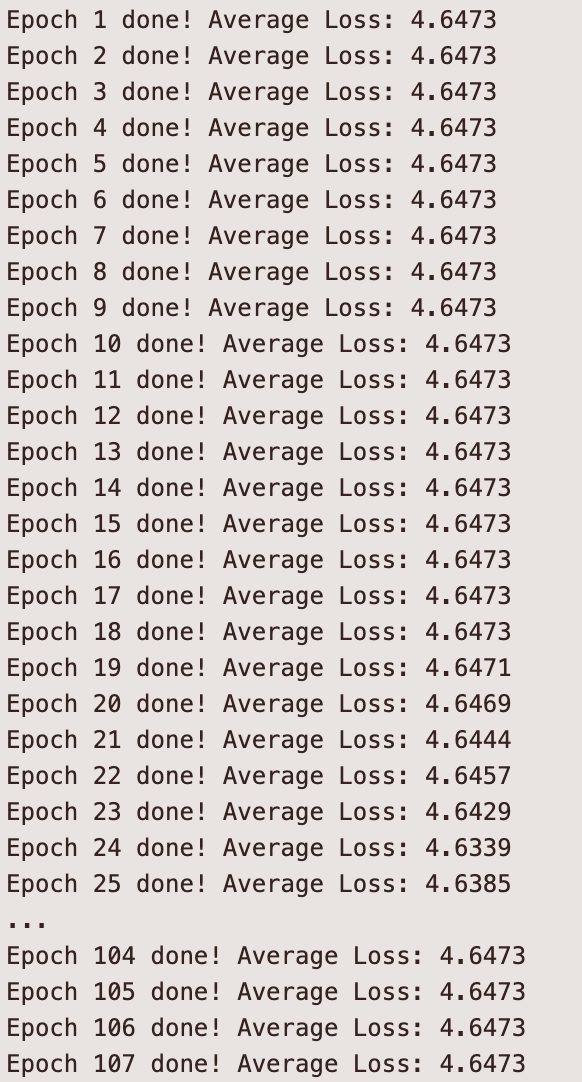 Epoch 1 done! Average Loss: 4.6473
Epoch 2 done! Average Loss: 4.6473
Epoch 3 done! Average Loss: 4.6473
Epoch 4 done! Average Loss: 4.6473
Epoch 5 done! Average Loss: 4.6473
Epoch 6 done! Average Loss: 4.6473
Epoch 7 done! Average Loss: 4.6473
Epoch 8 done! Average Loss: 4.6473
Epoch 9 done! Average Loss: 4.6473
Epoch 10 done! Average Loss: 4.6473
Epoch 11 done! Average Loss: 4.6473
Epoch 12 done! Average Loss: 4.6473
Epoch 13 done! Average Loss: 4.6473
Epoch 14 done! Average Loss: 4.6473
Epoch 15 done! Average Loss: 4.6473
Epoch 16 done! Average Loss: 4.6473
Epoch 17 done! Average Loss: 4.6473
Epoch 18 done! Average Loss: 4.6473
Epoch 19 done! Average Loss: 4.6471
Epoch 20 done! Average Loss: 4.6469
Epoch 21 done! Average Loss: 4.6444
Epoch 22 done! Average Loss: 4.6457
Epoch 23 done! Average Loss: 4.6429
Epoch 24 done! Average Loss: 4.6339
Epoch 25 done! Average Loss: 4.6385
...
Epoch 104 done! Average Loss: 4.6473
Epoch 105 done! Average Loss: 4.6473
Epoch 106 done! Average Loss: 4.6473
Epoch 107 done! Average Loss: 4.6473